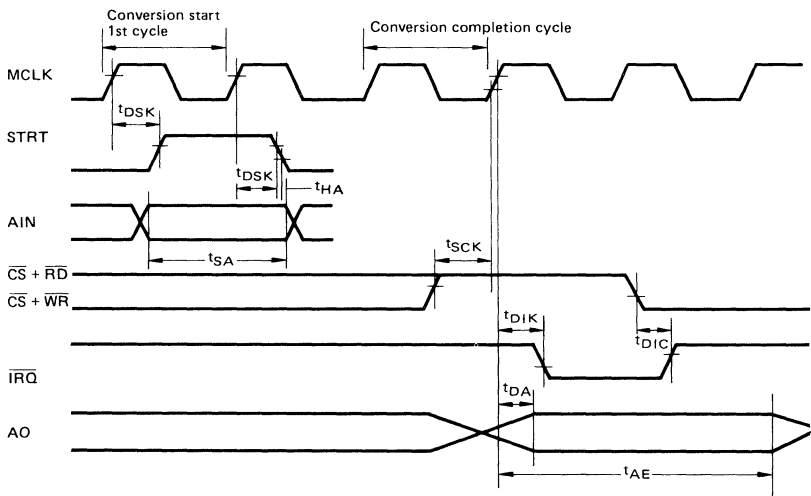 Conversion start
1st cycle
Conversion completion cycle
MCLK
tDSK
STRT
tDSK
tHA
AIN
tSA
tSCK
CS + RD
CS + WR
tDIK
tDIC
IRQ
tDA
AO
tAE